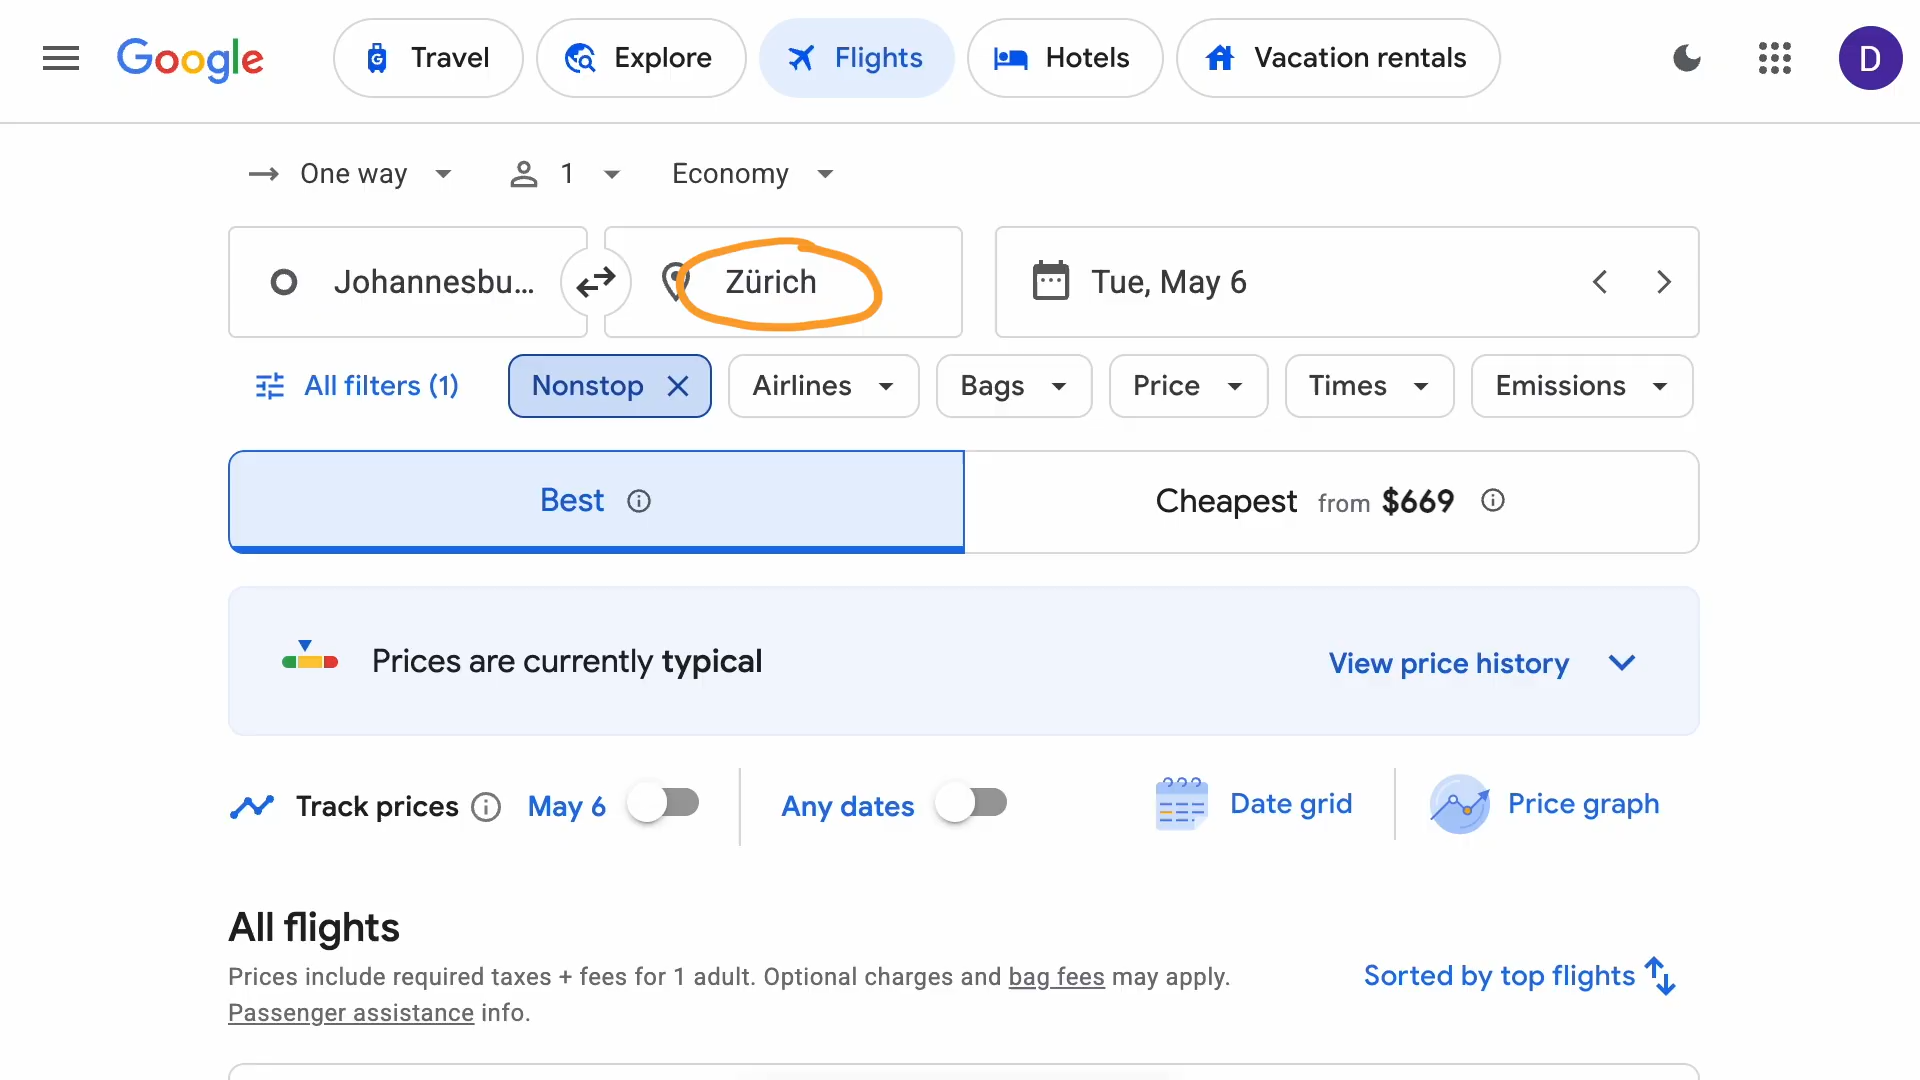 Google Travel Explore Flights Hotels Vacation rentals D
One way 1 Economy
Johannesbu... Zürich Tue, May 6
All filters (1) Nonstop Airlines Bags Price Times Emissions
Best Cheapest from $669
Prices are currently typical View price history
Track prices May 6 Any dates Date grid Price graph
All flights
Prices include required taxes + fees for 1 adult. Optional charges and bag fees may apply.
Passenger assistance info.
Sorted by top flights